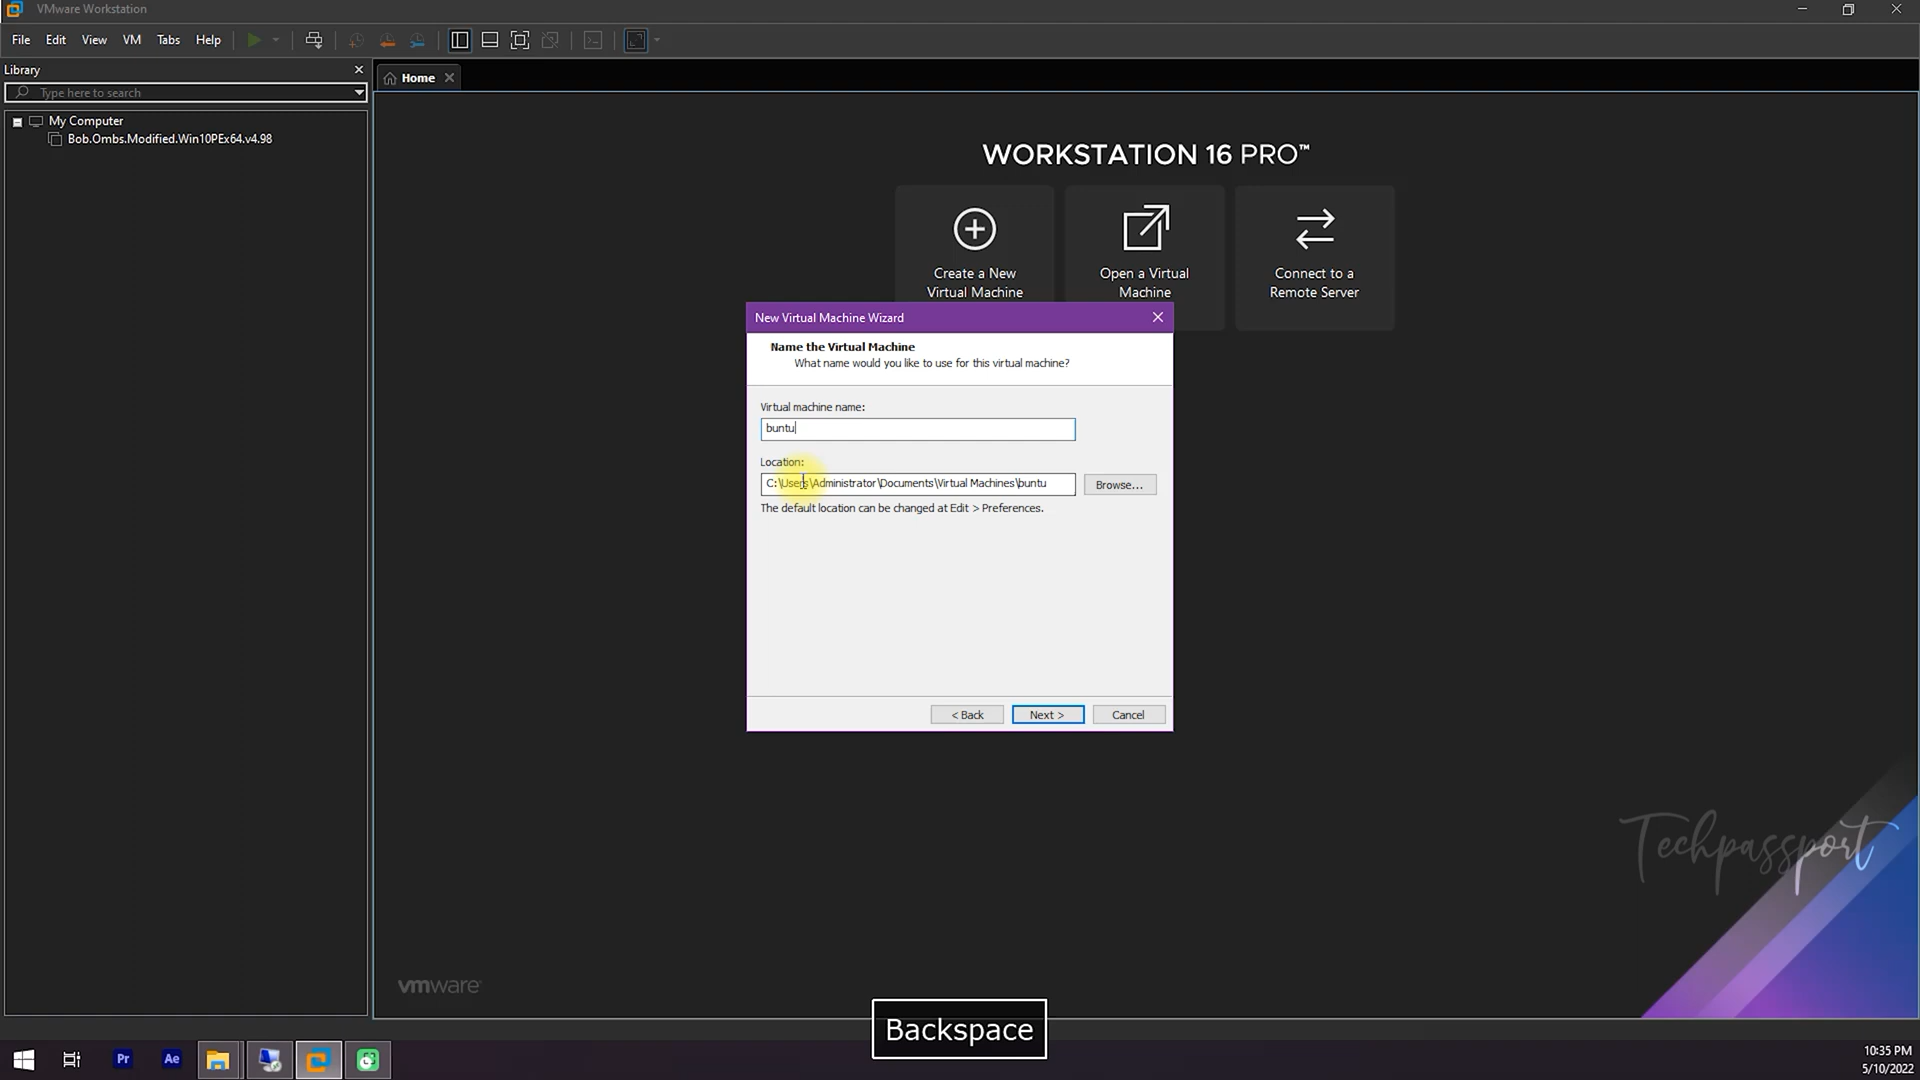 VMware Workstation
File Edit View VM Tabs Help
Library
Type here to search
My Computer
Bob.Ombs.Modified.Win10PEx64.v4.98
Home
WORKSTATION 16 PRO™
Create a New
Virtual Machine
Open a Virtual
Machine
Connect to a
Remote Server
New Virtual Machine Wizard
Name the Virtual Machine
What name would you like to use for this virtual machine?
Virtual machine name:
buntu
Location:
C:\Users\Administrator\Documents\Virtual Machines\buntu
Browse...
The default location can be changed at Edit > Preferences.
< Back
Next >
Cancel
Techpassport
vmware
Backspace
Pr
Ae
10:35 PM
5/10/2022